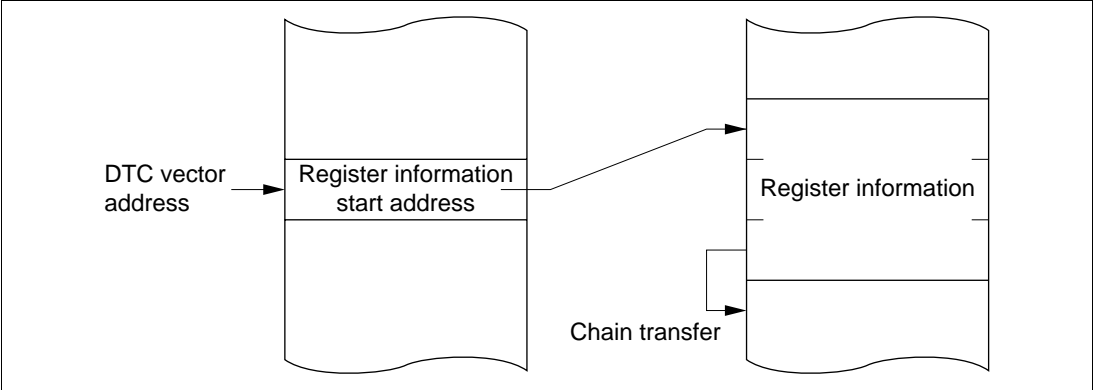 DTC vector
address
Register information
start address
Register information
Chain transfer